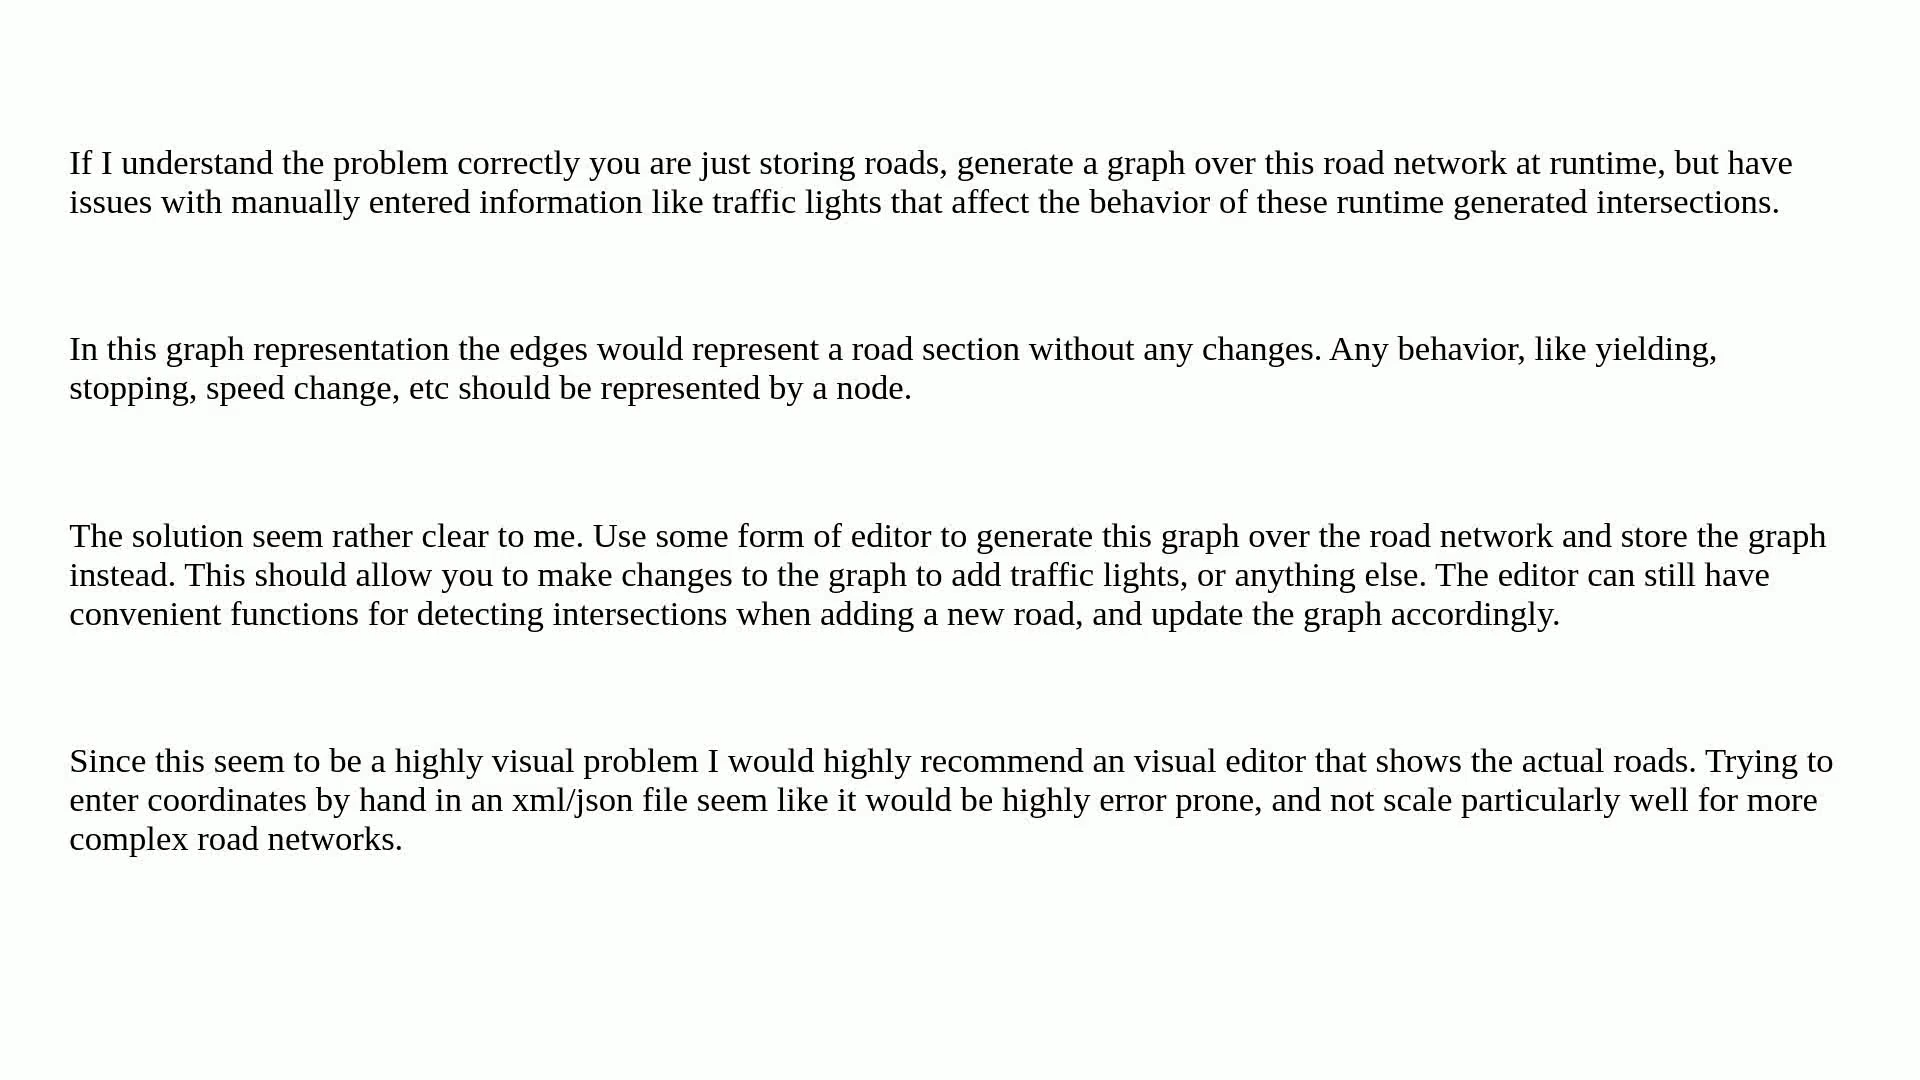 If I understand the problem correctly you are just storing roads, generate a graph over this road network at runtime, but have
issues with manually entered information like traffic lights that affect the behavior of these runtime generated intersections.
In this graph representation the edges would represent a road section without any changes. Any behavior, like yielding,
stopping, speed change, etc should be represented by a node.
The solution seem rather clear to me. Use some form of editor to generate this graph over the road network and store the graph
instead. This should allow you to make changes to the graph to add traffic lights, or anything else. The editor can still have
convenient functions for detecting intersections when adding a new road, and update the graph accordingly.
Since this seem to be a highly visual problem I would highly recommend an visual editor that shows the actual roads. Trying to
enter coordinates by hand in an xml/json file seem like it would be highly error prone, and not scale particularly well for more
complex road networks.